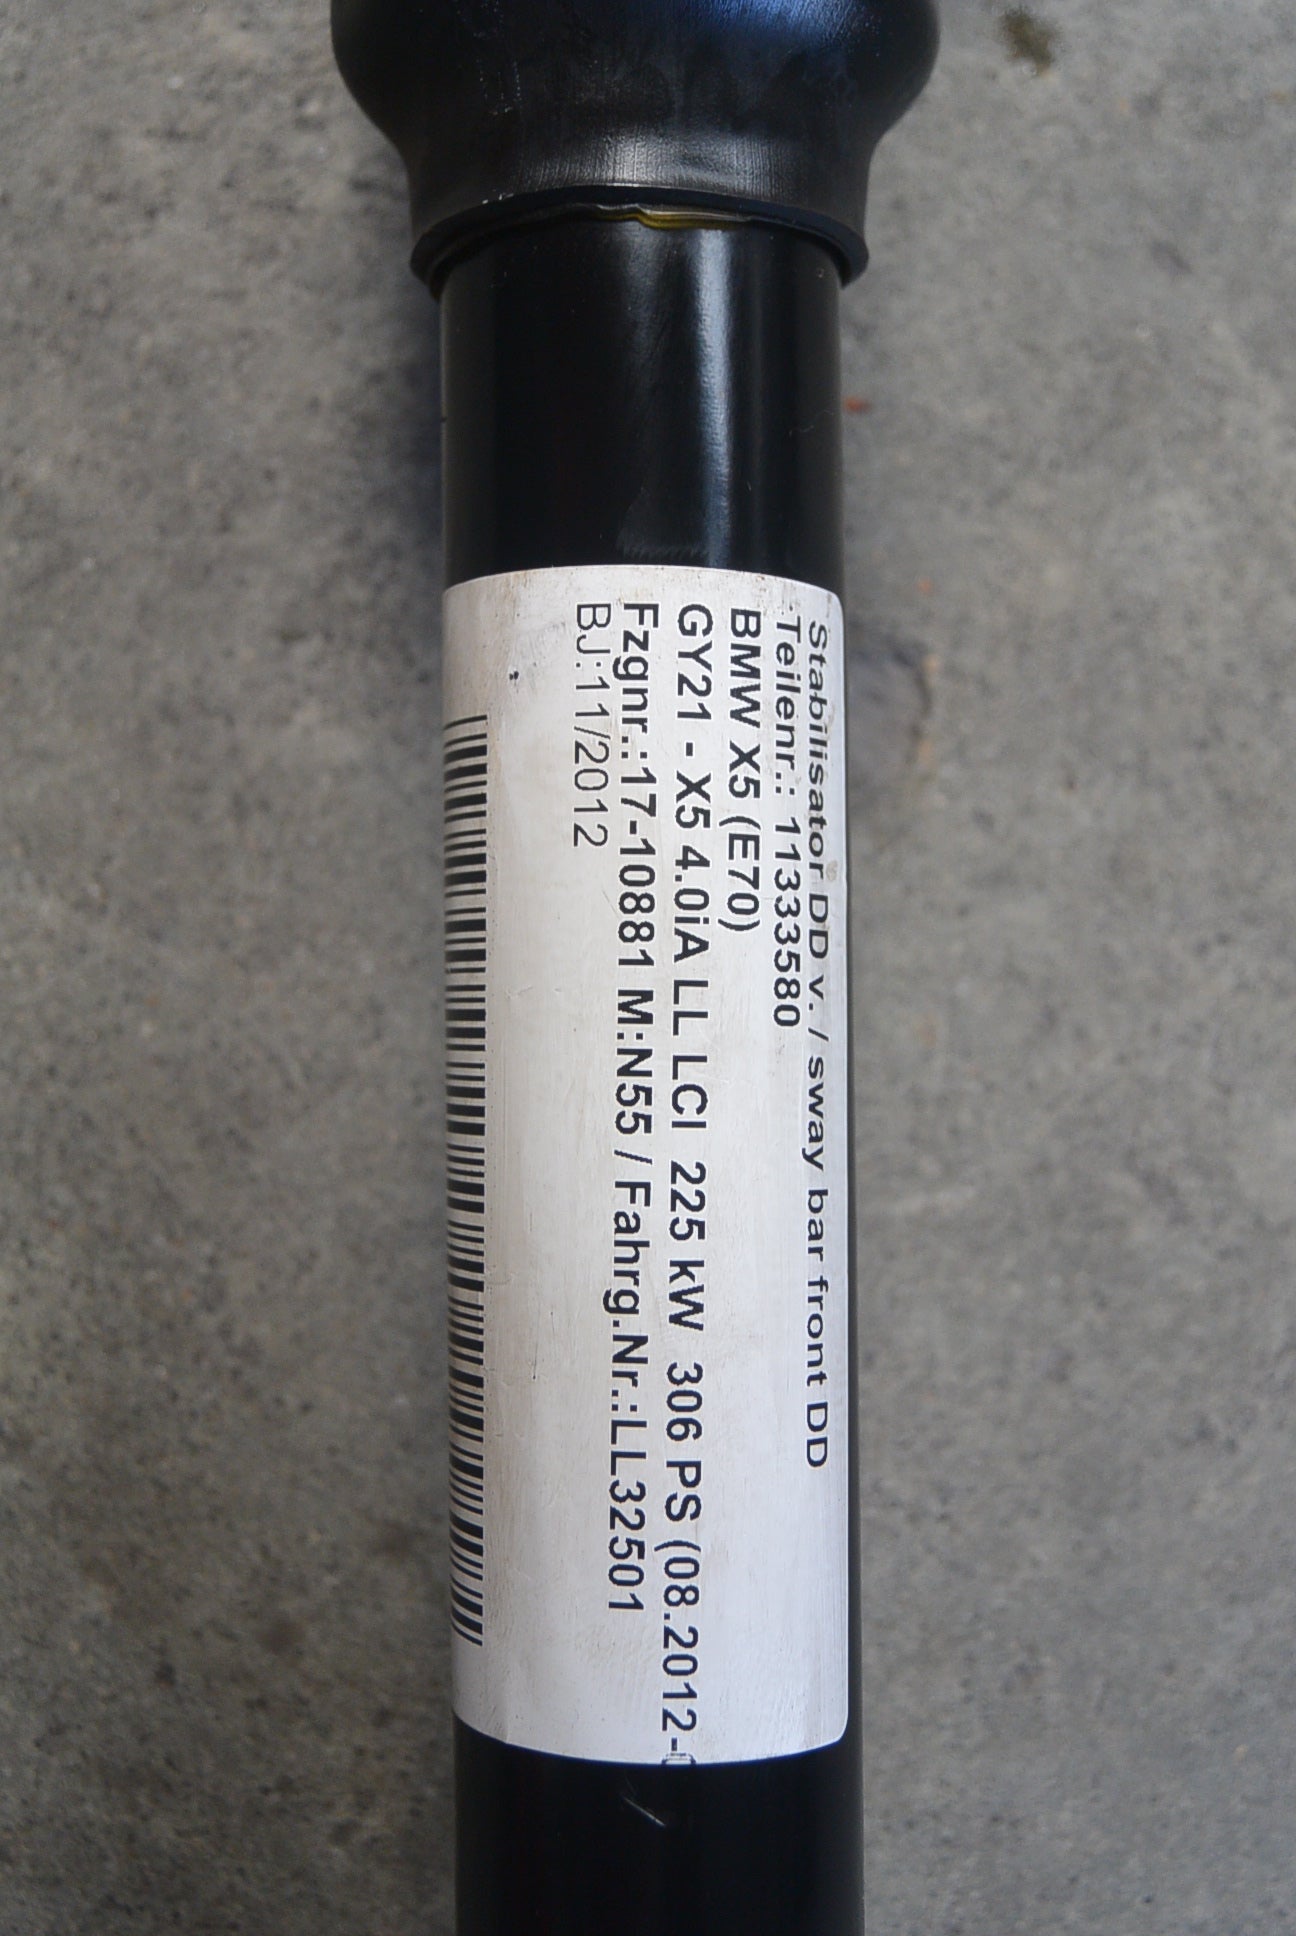 Stabilisator DD v. / sway bar front DD
:Teilenr.: 11333580
BMW X5 (E70)
GY21 - X5 4.0iA LL LCI 225 kW 306 PS (08.2012-
Fzgnr.:17-10881 M:N55 / Fahrg.Nr.:LL32501
BJ:11/2012